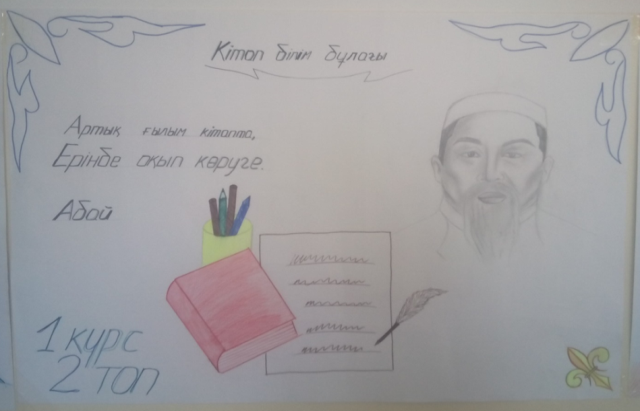 Кітап білім бұлағы
Артық ғылым кітапта,
Ерінбе оқып көруге.
Абай
1 курс
2 топ